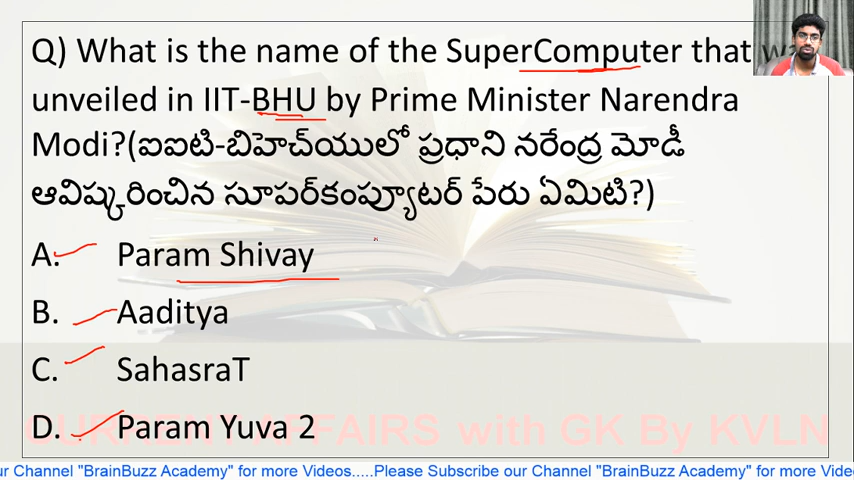 Q) What is the name of the SuperComputer that
unveiled in IIT-BHU by Prime Minister Narendra
Modi?(ఐఐటి-బిహెచ్‌యులో ప్రధాని నరేంద్ర మోడీ
ఆవిష్కరించిన సూపర్‌కంప్యూటర్ పేరు ఏమిటి?)
A. Param Shivay
B. Aaditya
C. SahasraT
D. Param Yuva 2
CURRENT AFFAIRS with GK By KVLN
ur Channel "BrainBuzz Academy" for more Videos.....Please Subscribe our Channel "BrainBuzz Academy" for more Vide